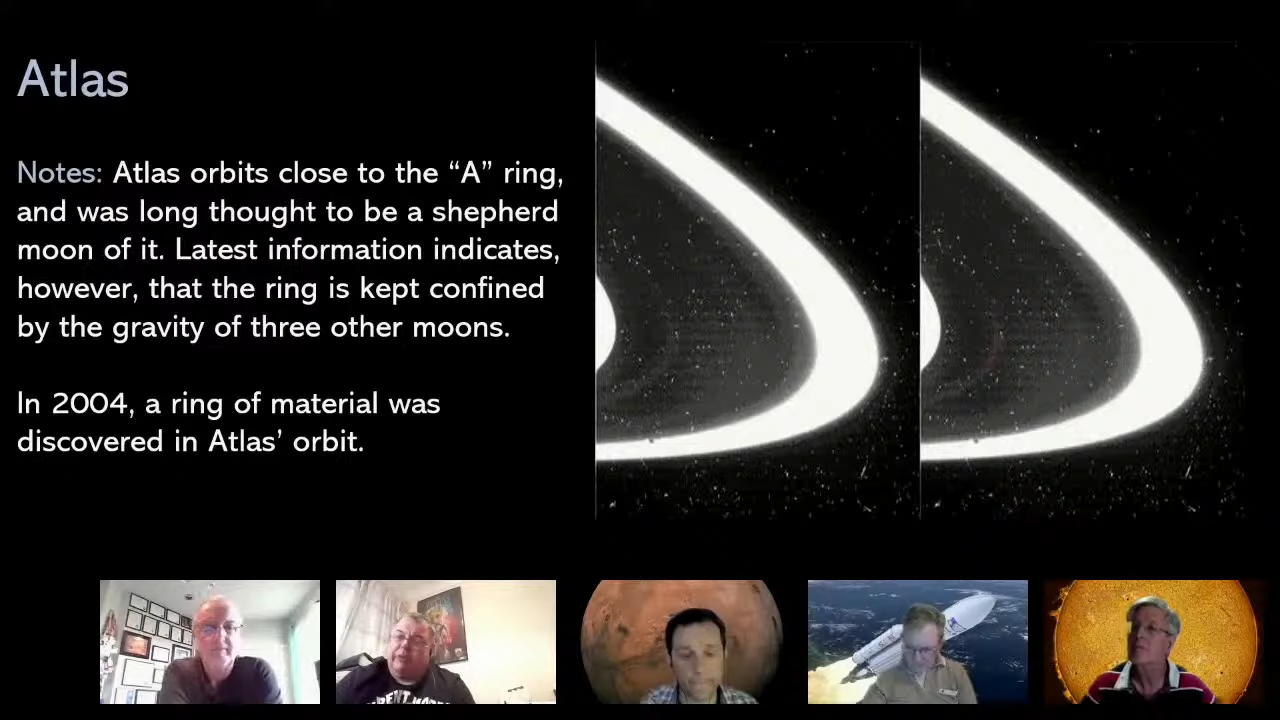 Atlas
Notes: Atlas orbits close to the “A” ring,
and was long thought to be a shepherd
moon of it. Latest information indicates,
however, that the ring is kept confined
by the gravity of three other moons.
In 2004, a ring of material was
discovered in Atlas’ orbit.